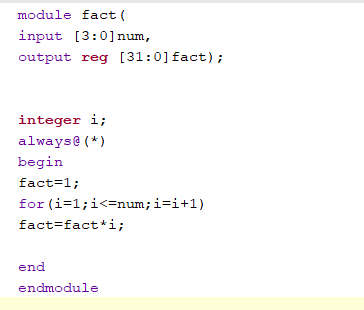 module fact(
input [3:0]num,
output reg [31:0]fact);
integer i;
always@(*)
begin
fact=1;
for(i=1;i<=num;i=i+1)
fact=fact*i;
end
endmodule